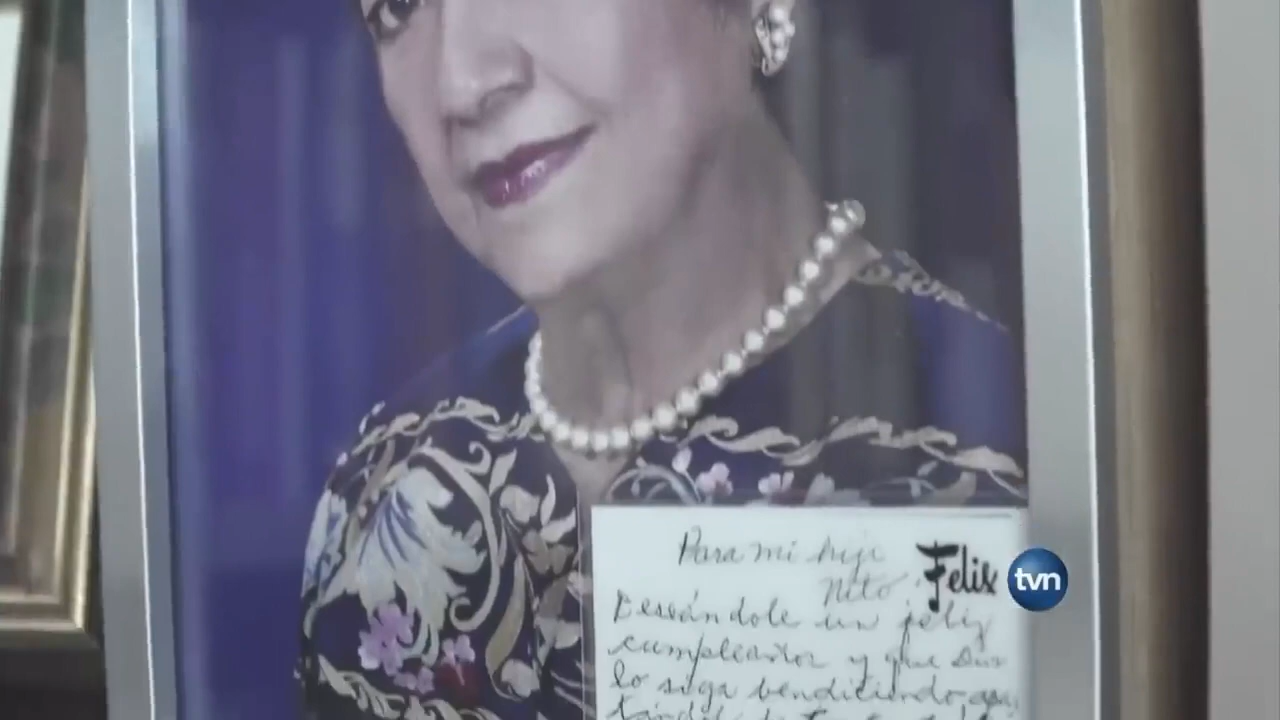 Para mi hijo
Nito
Felix
tvn
Deseándole un feliz
cumpleaños y que Dios
lo siga bendiciendo